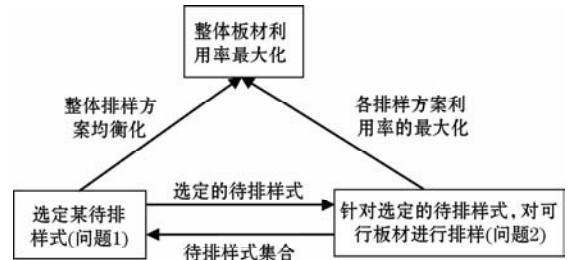 整体板材利
用率最大化
整体排样方
案均衡化
各排样方案利
用率的最大化
选定的待排样式
选定某待排
样式(问题1)
针对选定的待排样式,对可
行板材进行排样(问题2)
待排样式集合